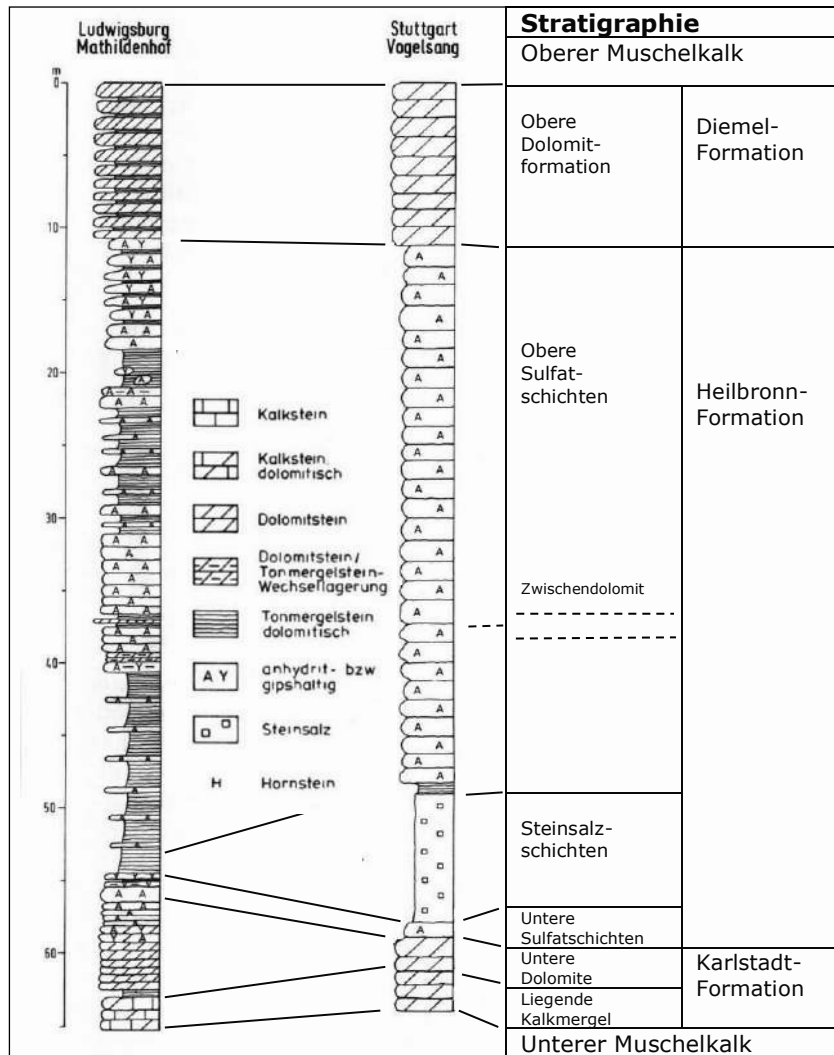 Ludwigsburg
Mathildenhof
Stuttgart
Vogelsang
Stratigraphie
Oberer Muschelkalk
m
0
10
20
30
40
50
60
Obere
Dolomit-
formation
Diemel-
Formation
Obere
Sulfat-
schichten
Heilbronn-
Formation
Zwischendolomit
Steinsalz-
schichten
Untere
Sulfatschichten
Untere
Dolomite
Karlstadt-
Formation
Liegende
Kalkmergel
Unterer Muschelkalk
Kalkstein
Kalkstein
dolomitisch
Dolomitstein
Dolomitstein/
Tonmergelstein-
Wechsellagerung
Tonmergelstein
dolomitisch
A Y
anhydrit- bzw
gipshaltig
Steinsalz
H
Hornstein